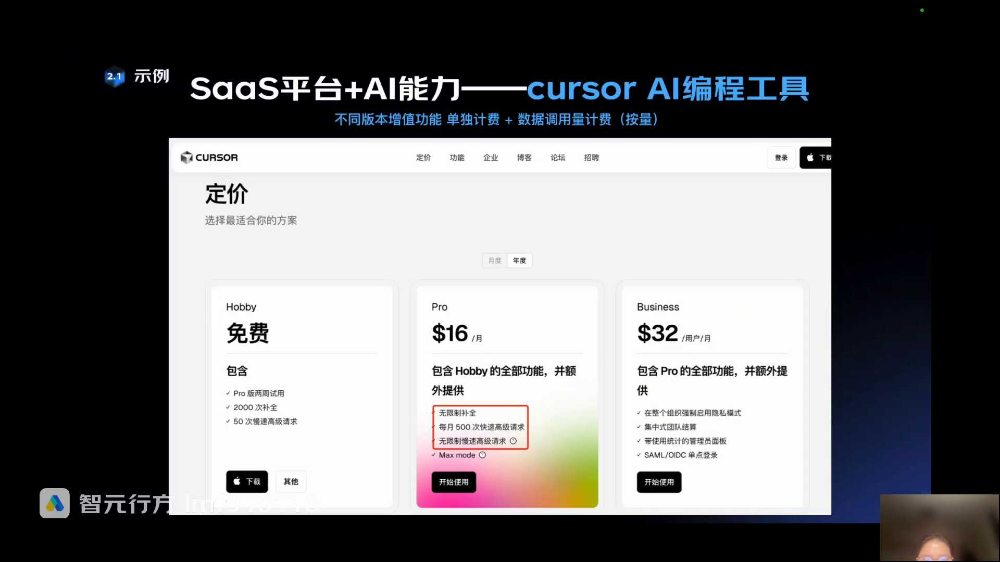 2.1 示例
SaaS平台+AI能力——cursor AI编程工具
不同版本增值功能 单独计费 + 数据调用量计费（按量）
CURSOR 定价 功能 企业 博客 论坛 招聘 登录 下载
定价
选择最适合你的方案
月度 年度
Hobby
免费
包含
✓ Pro 版两周试用
✓ 2000 次补全
✓ 50 次慢速高级请求
下载 其他
Pro
$16 /月
包含 Hobby 的全部功能，并额
外提供
✓ 无限制补全
✓ 每月 500 次快速高级请求
✓ 无限制慢速高级请求 ?
✓ Max mode ?
开始使用
Business
$32 /用户/月
包含 Pro 的全部功能，并额外提
供
✓ 在整个组织强制启用隐私模式
✓ 集中式团队结算
✓ 带使用统计的管理员面板
✓ SAML/OIDC 单点登录
开始使用
智元行方